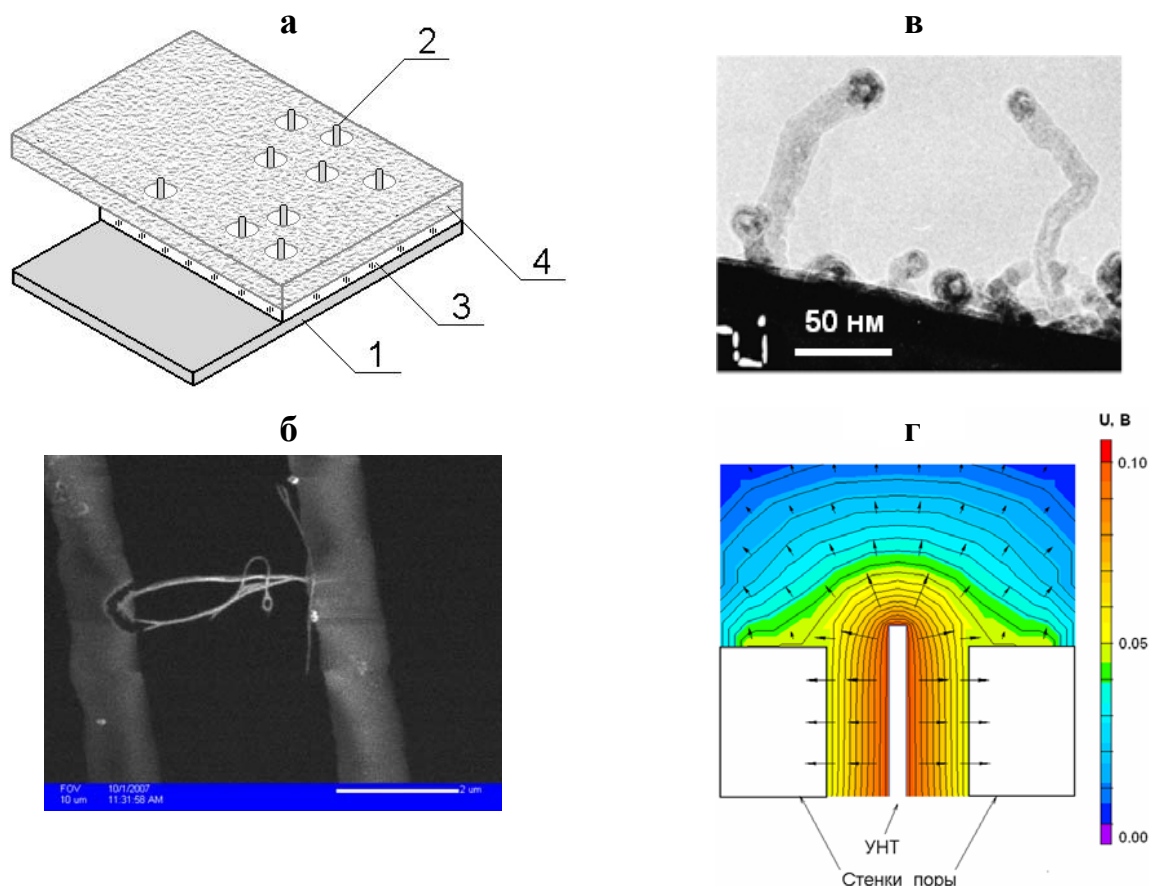 а
2
4
3
1
в
50 нм
б
FOV 10/1/2007 2 um
10 um 11:31:58 AM
г
U, В
0.10
0.05
0.00
УНТ
Стенки поры